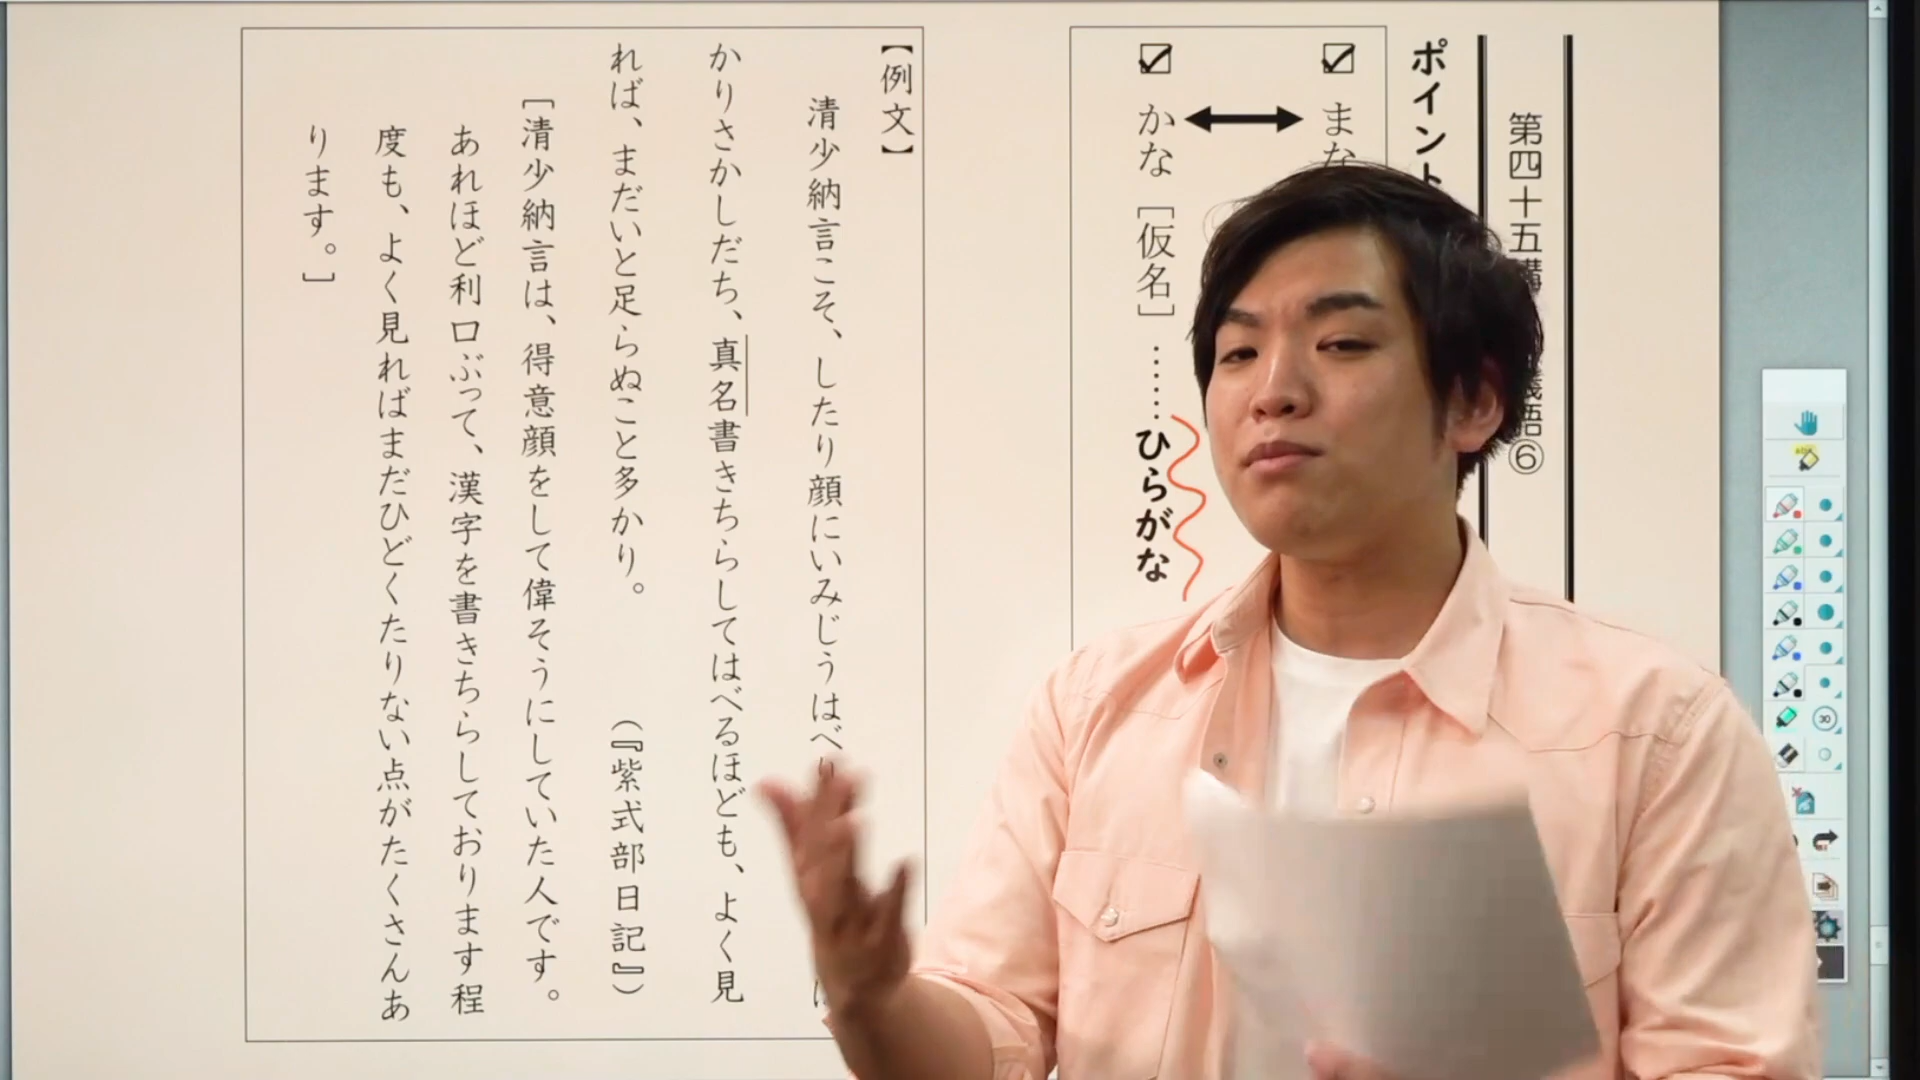 第四十五講
義語⑥
ポイント
まな
かな［仮名］……ひらがな
【例文】
清少納言こそ、したり顔にいみじうはべり
かりさかしだち、真名書きちらしてはべるほども、よく見
れば、まだいと足らぬこと多かり。　（『紫式部日記』）
［清少納言は、得意顔をして偉そうにしていた人です。
あれほど利口ぶって、漢字を書きちらしております程
度も、よく見ればまだひどくたりない点がたくさんあ
ります。］
30